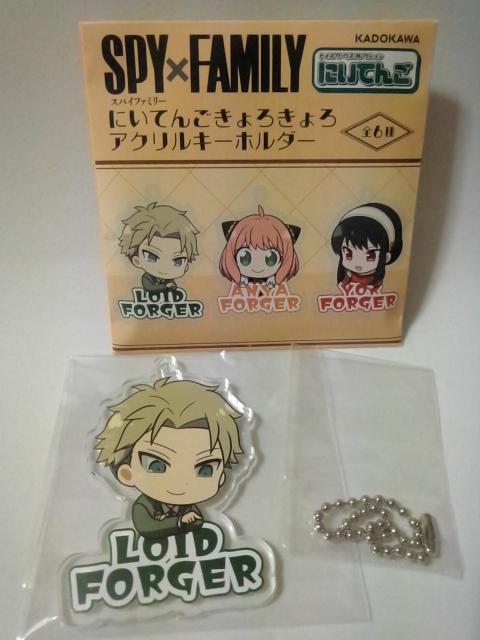 SPY×FAMILY
スパイファミリー
KADOKAWA
にいてんご
にいてんごきょろきょろ
アクリルキーホルダー
全6種
LOID
FORGER
ANYA
FORGER
YOR
FORGER
LOID
FORGER